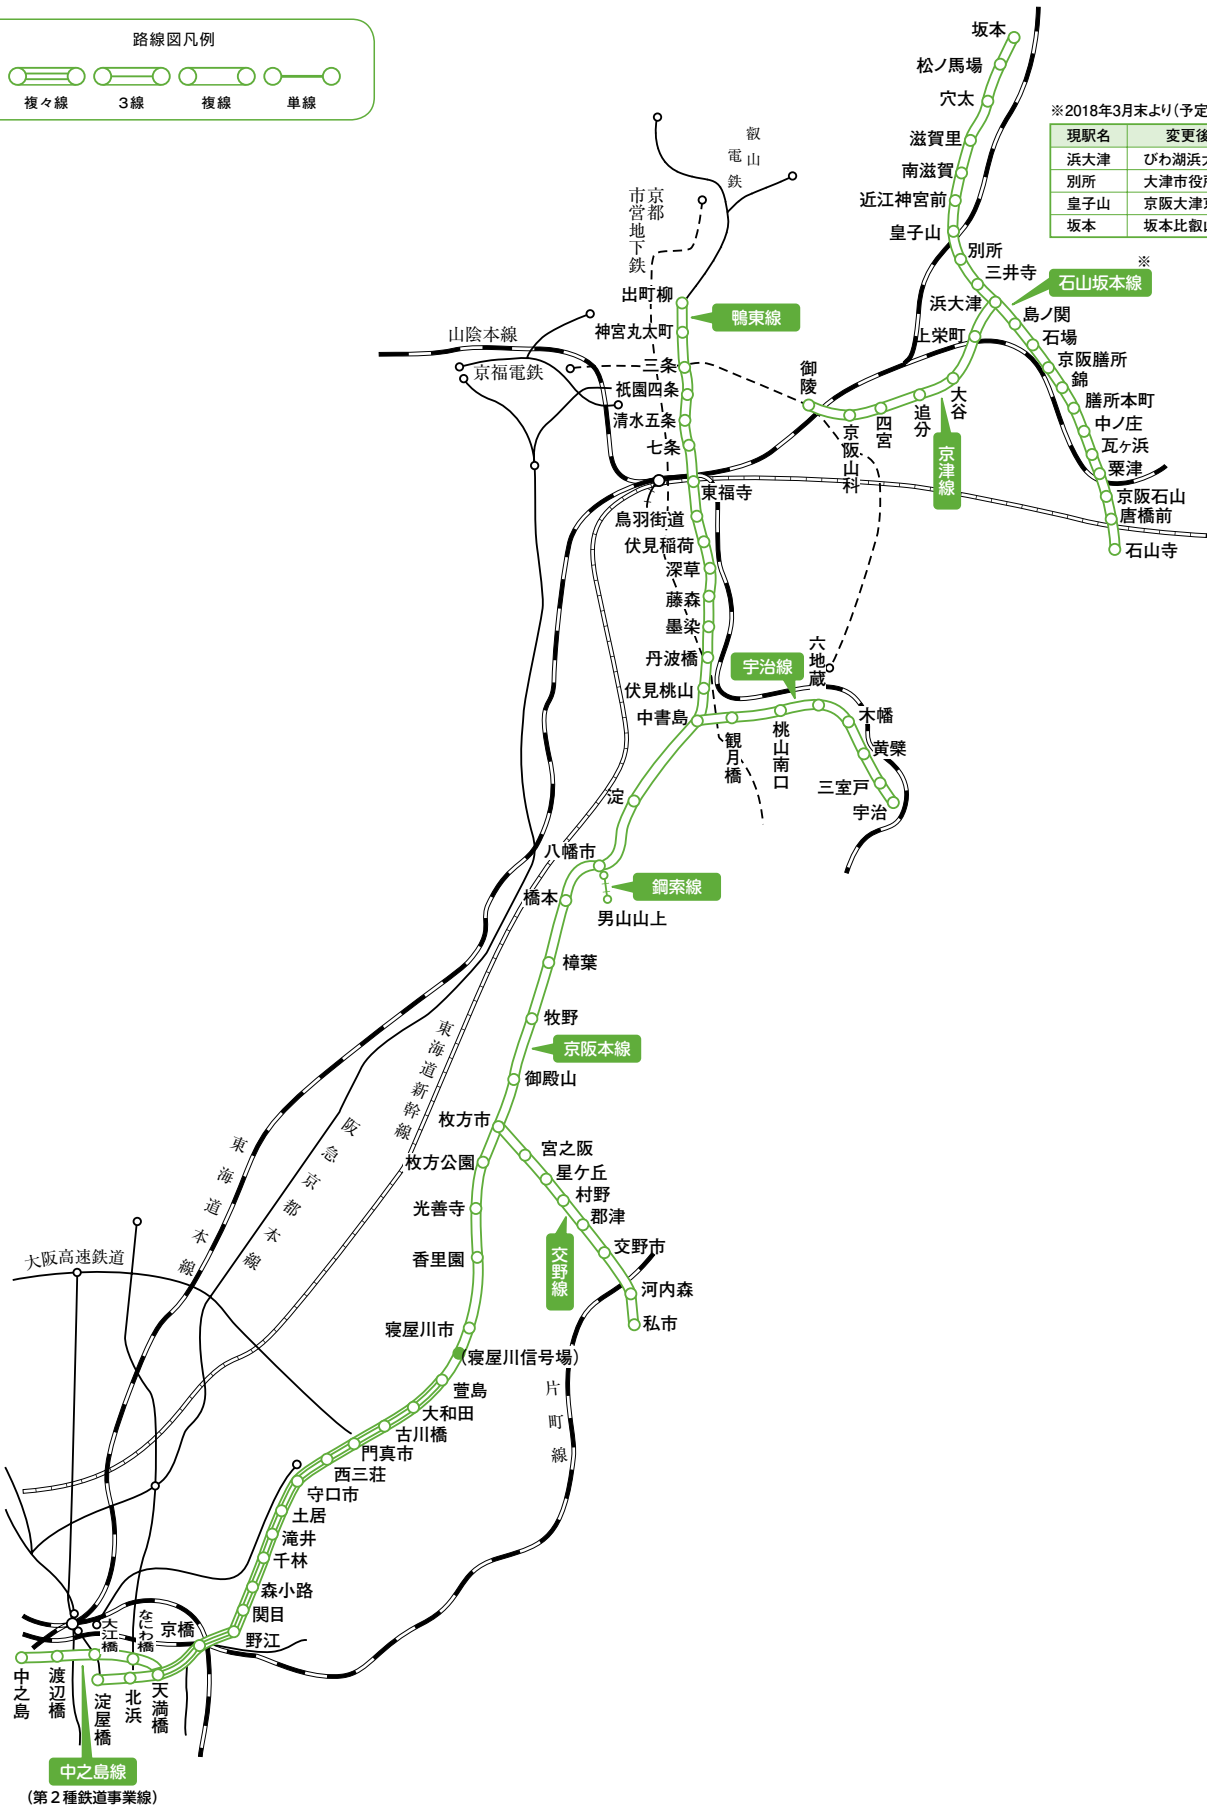 路線図凡例
複々線
3線
複線
単線
※2018年3月末より(予定
現駅名 変更後
浜大津 びわ湖浜大
別所 大津市役所
皇子山 京阪大津京
坂本 坂本比叡山
※
坂本
松ノ馬場
穴太
滋賀里
南滋賀
近江神宮前
皇子山
別所
三井寺
浜大津
石山坂本線
島ノ関
石場
京阪膳所
錦
膳所本町
中ノ庄
瓦ヶ浜
粟津
京阪石山
唐橋前
石山寺
上栄町
大谷
追分
四宮
京阪山科
御陵
京津線
叡山電鉄
京都市営地下鉄
出町柳
鴨東線
神宮丸太町
三条
祇園四条
清水五条
七条
東福寺
鳥羽街道
伏見稲荷
深草
藤森
墨染
丹波橋
伏見桃山
中書島
山陰本線
京福電鉄
宇治線
観月橋
桃山南口
六地蔵
木幡
黄檗
三室戸
宇治
淀
八幡市
鋼索線
男山山上
橋本
樟葉
牧野
京阪本線
御殿山
枚方市
枚方公園
光善寺
香里園
寝屋川市
(寝屋川信号場)
萱島
大和田
古川橋
門真市
西三荘
守口市
土居
滝井
千林
森小路
関目
野江
京橋
天満橋
北浜
淀屋橋
なにわ橋
大江橋
渡辺橋
中之島
中之島線
(第2種鉄道事業線)
宮之阪
星ケ丘
村野
郡津
交野市
河内森
私市
交野線
東海道新幹線
阪急京都本線
東海道本線
大阪高速鉄道
片町線